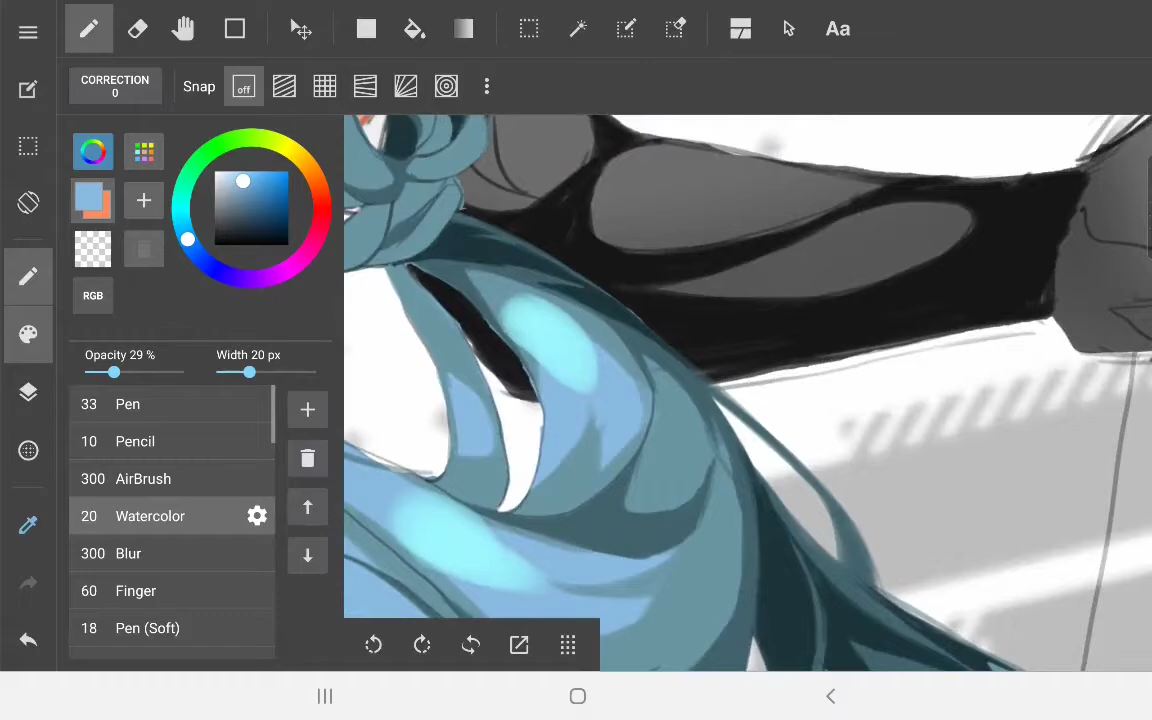 Aa
CORRECTION
0
Snap
off
RGB
Opacity 29 %
Width 20 px
33 Pen
10 Pencil
300 AirBrush
20 Watercolor
300 Blur
60 Finger
18 Pen (Soft)